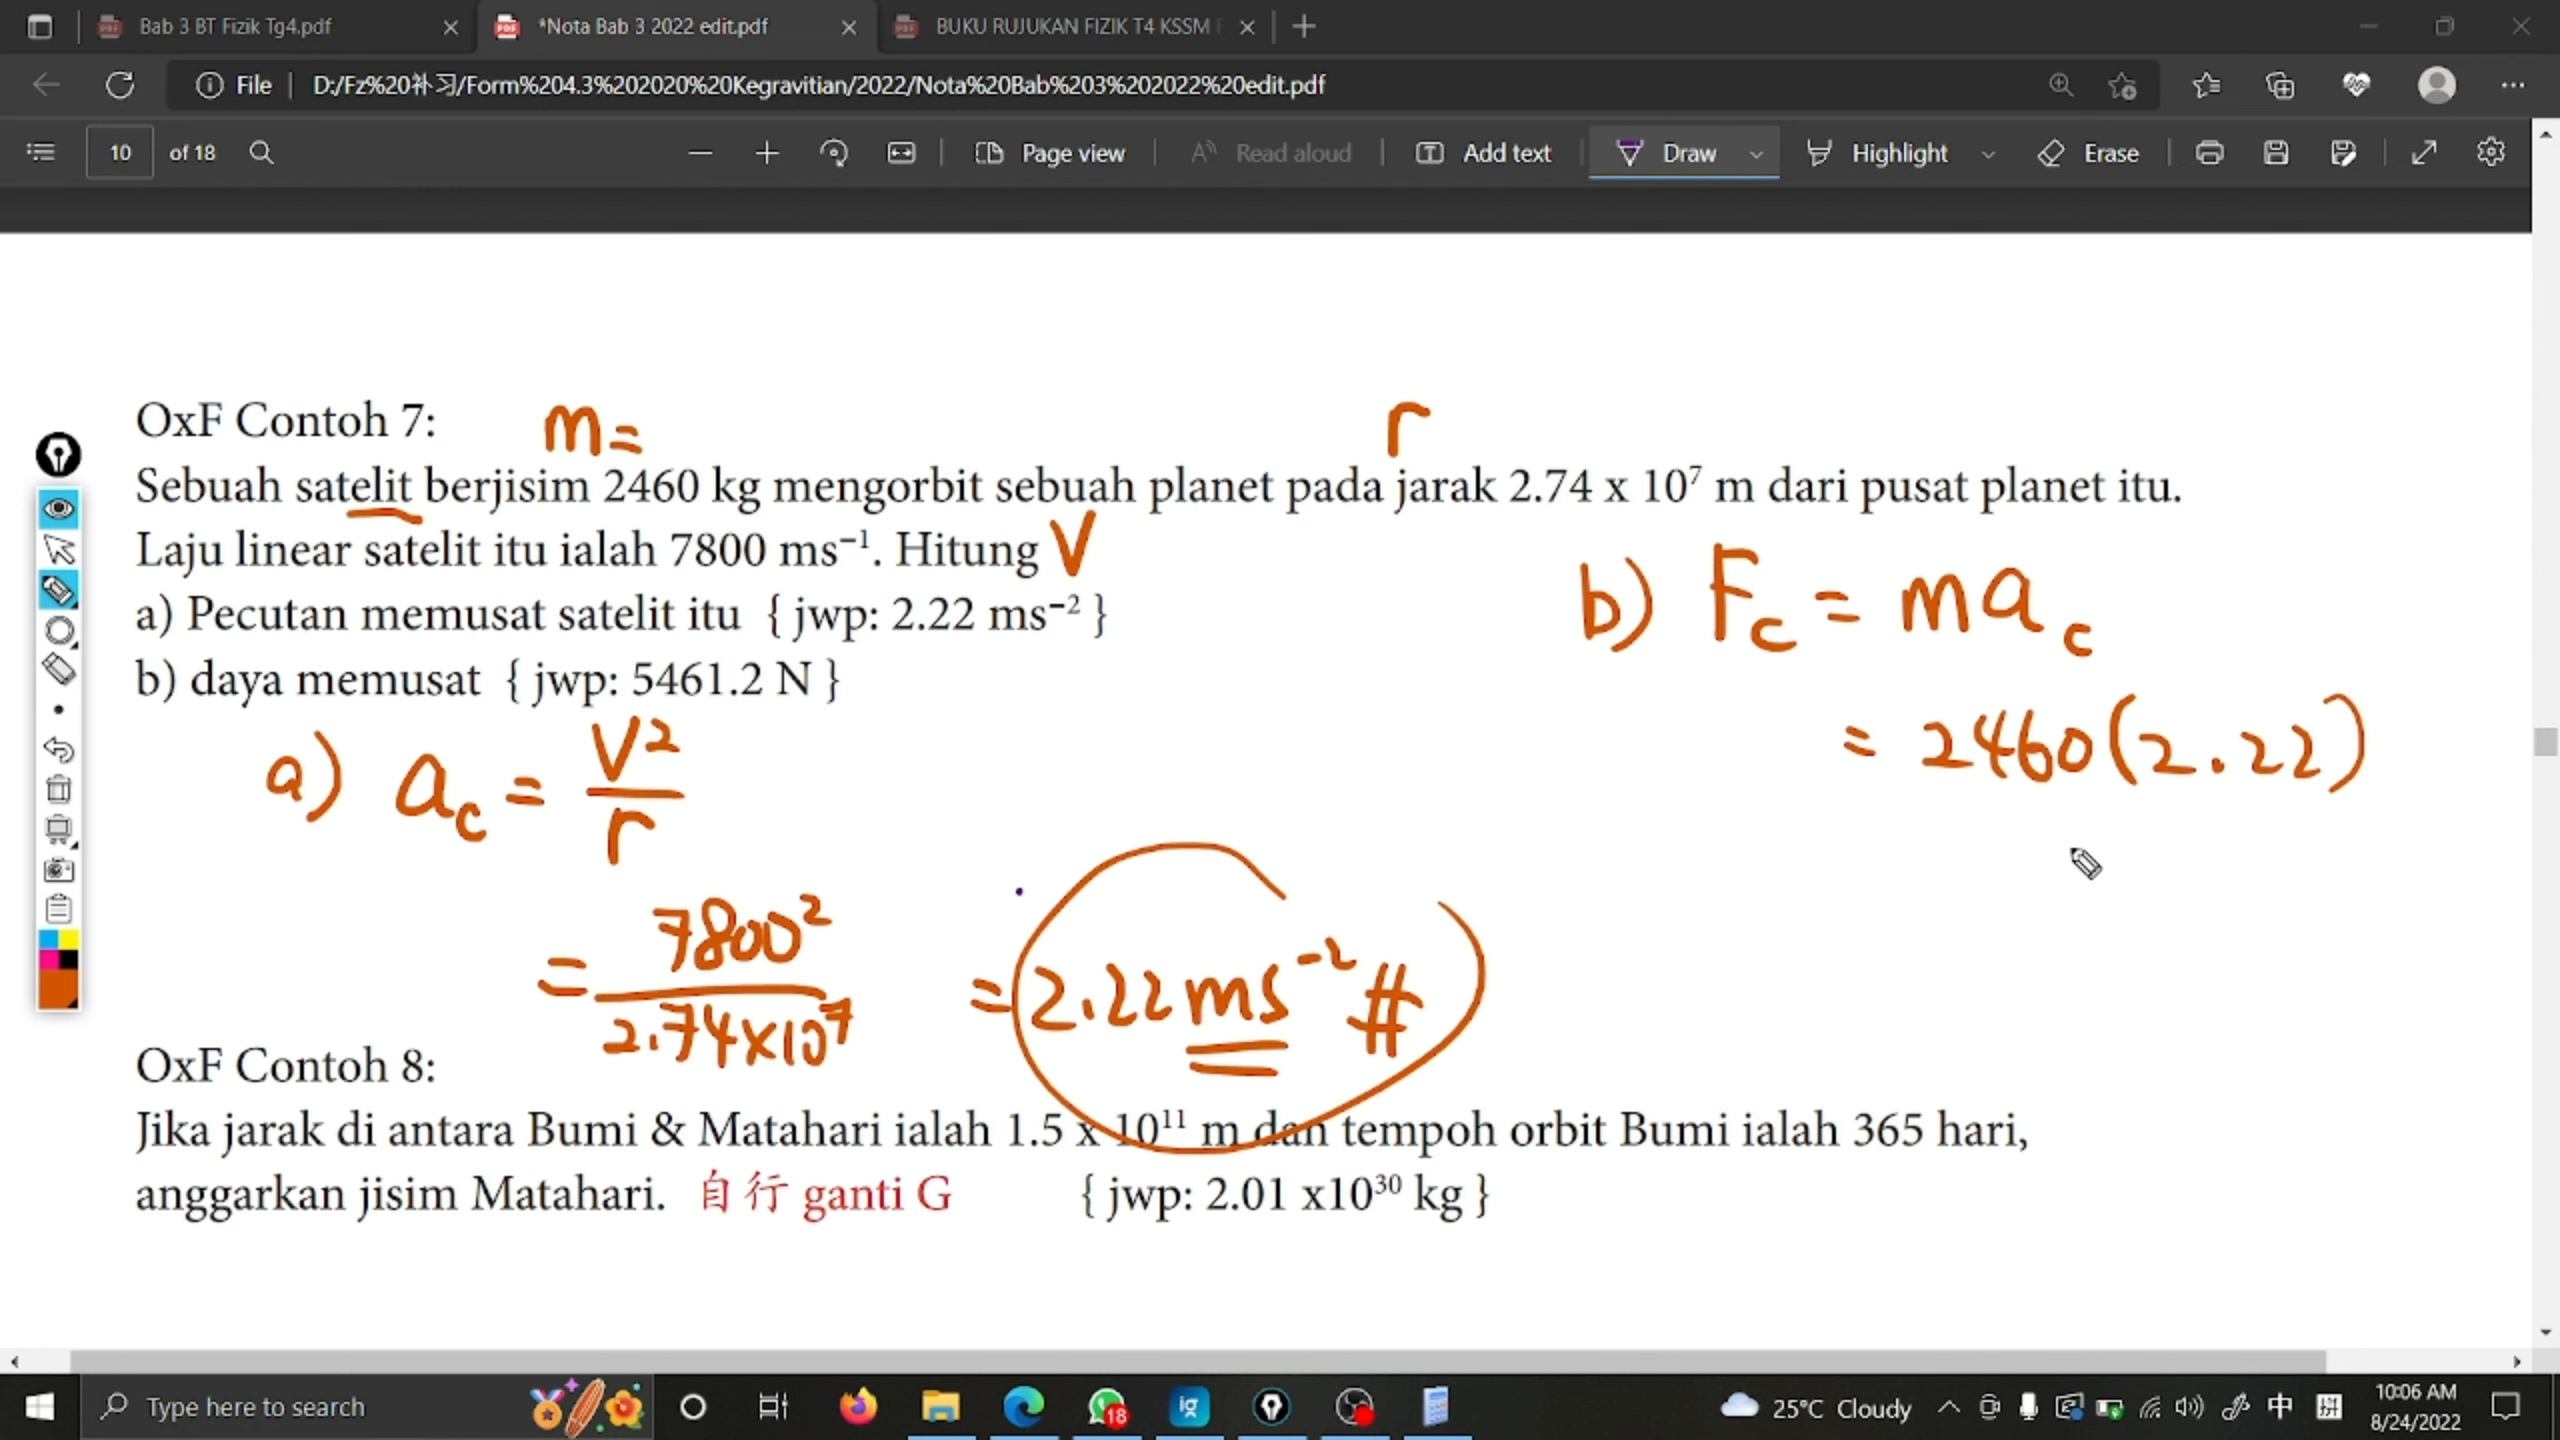 Bab 3 BT Fizik Tg4.pdf
*Nota Bab 3 2022 edit.pdf
BUKU RUJUKAN FIZIK T4 KSSM
File
D:/Fz%20补习/Form%204.3%202020%20Kegravitian/2022/Nota%20Bab%203%202022%20edit.pdf
10 of 18
Page view
Read aloud
Add text
Draw
Highlight
Erase
OxF Contoh 7:
m=
r
Sebuah satelit berjisim 2460 kg mengorbit sebuah planet pada jarak 2.74 x 10⁷ m dari pusat planet itu.
Laju linear satelit itu ialah 7800 ms⁻¹. Hitung V
a) Pecutan memusat satelit itu { jwp: 2.22 ms⁻² }
b) daya memusat { jwp: 5461.2 N }
b) Fc = mac
= 2460(2.22)
a) ac = V²/r
= 7800²/2.74x10⁷ = 2.22 ms⁻² #
OxF Contoh 8:
Jika jarak di antara Bumi & Matahari ialah 1.5 x 10¹¹ m dan tempoh orbit Bumi ialah 365 hari,
anggarkan jisim Matahari. 自行 ganti G { jwp: 2.01 x10³⁰ kg }
Type here to search
18
ig
25°C Cloudy
中
拼
10:06 AM
8/24/2022